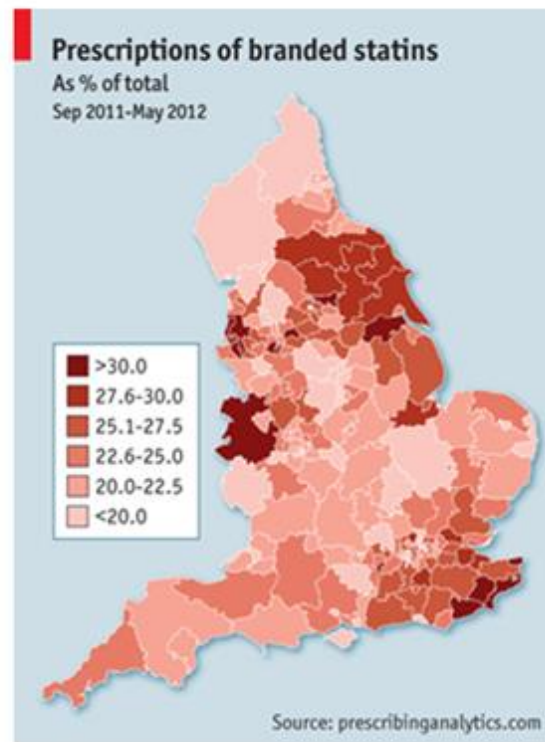 Prescriptions of branded statins
As % of total
Sep 2011-May 2012
>30.0
27.6-30.0
25.1-27.5
22.6-25.0
20.0-22.5
<20.0
Source: prescribinganalytics.com